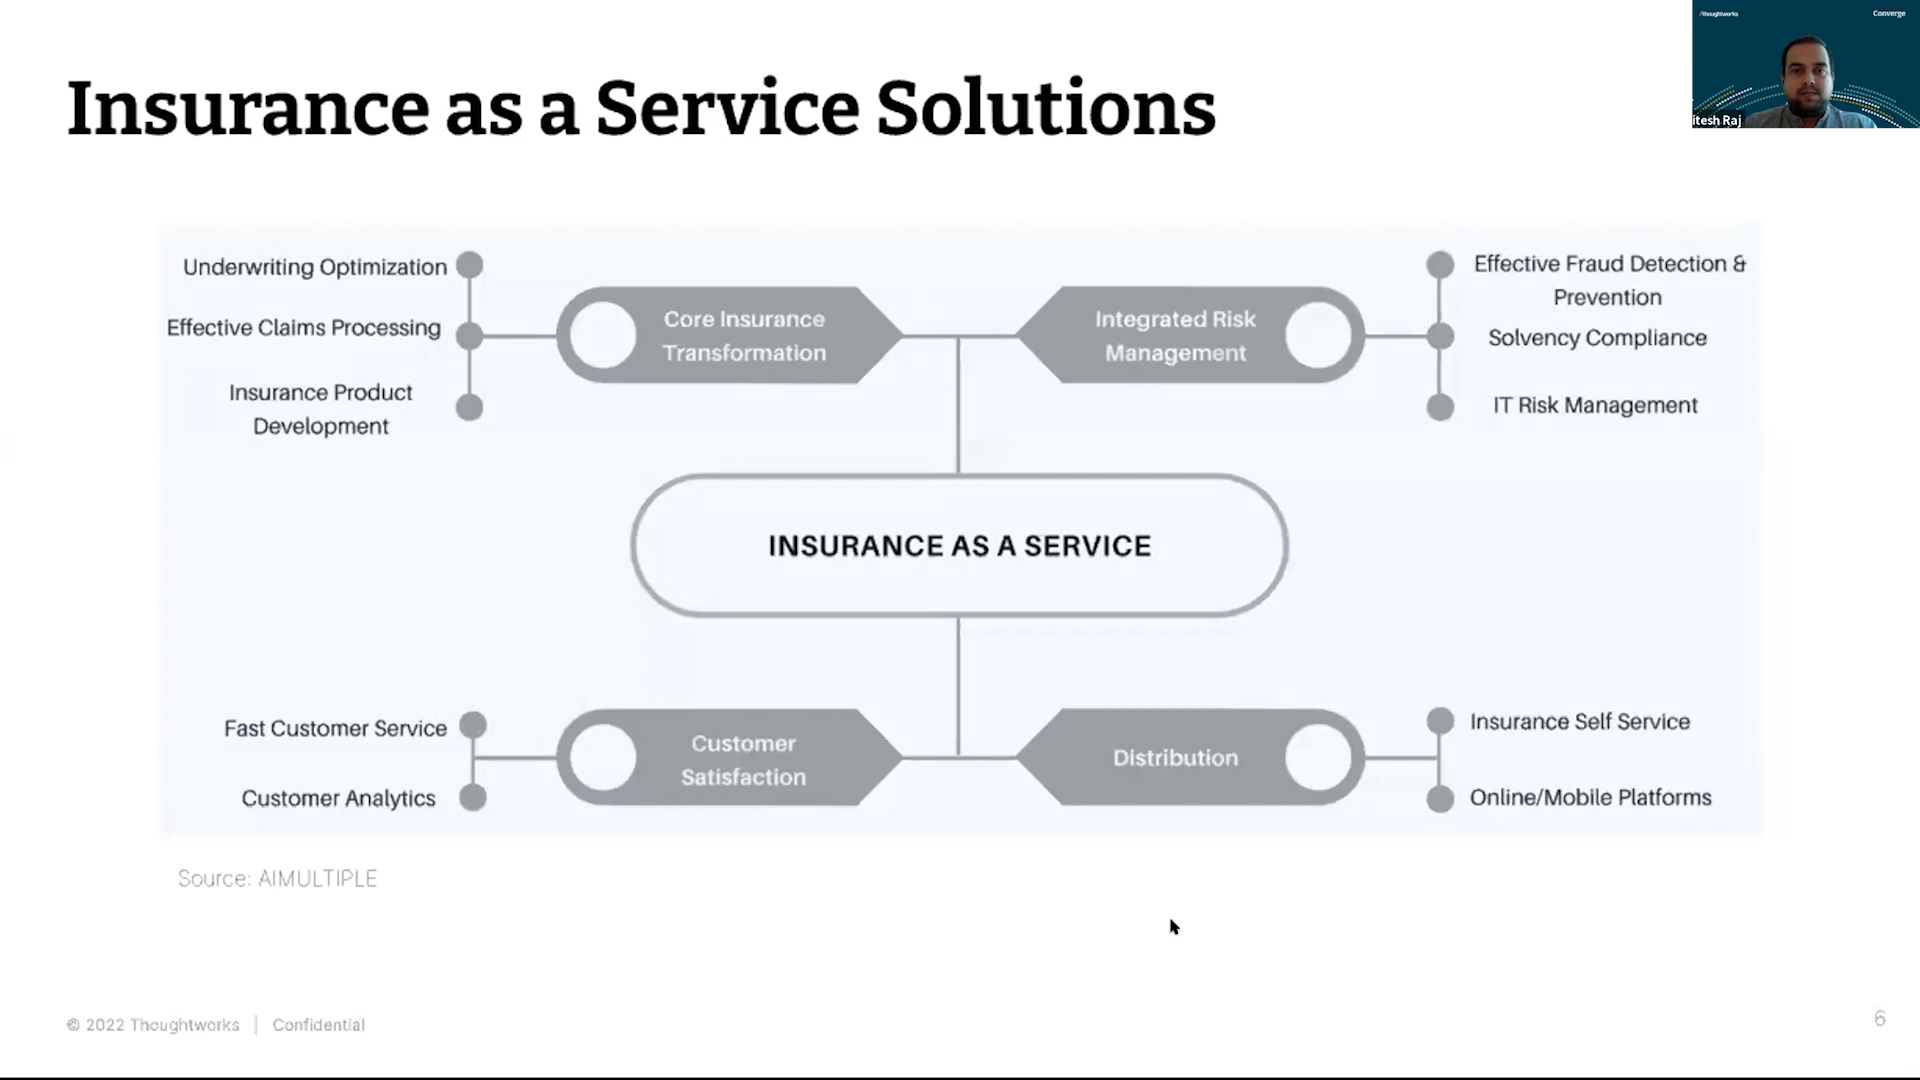 /thoughtworks
Converge
itesh Raj
Insurance as a Service Solutions
Underwriting Optimization
Effective Claims Processing
Insurance Product
Development
Core Insurance
Transformation
Integrated Risk
Management
Effective Fraud Detection &
Prevention
Solvency Compliance
IT Risk Management
INSURANCE AS A SERVICE
Fast Customer Service
Customer Analytics
Customer
Satisfaction
Distribution
Insurance Self Service
Online/Mobile Platforms
Source: AIMULTIPLE
© 2022 Thoughtworks | Confidential
6